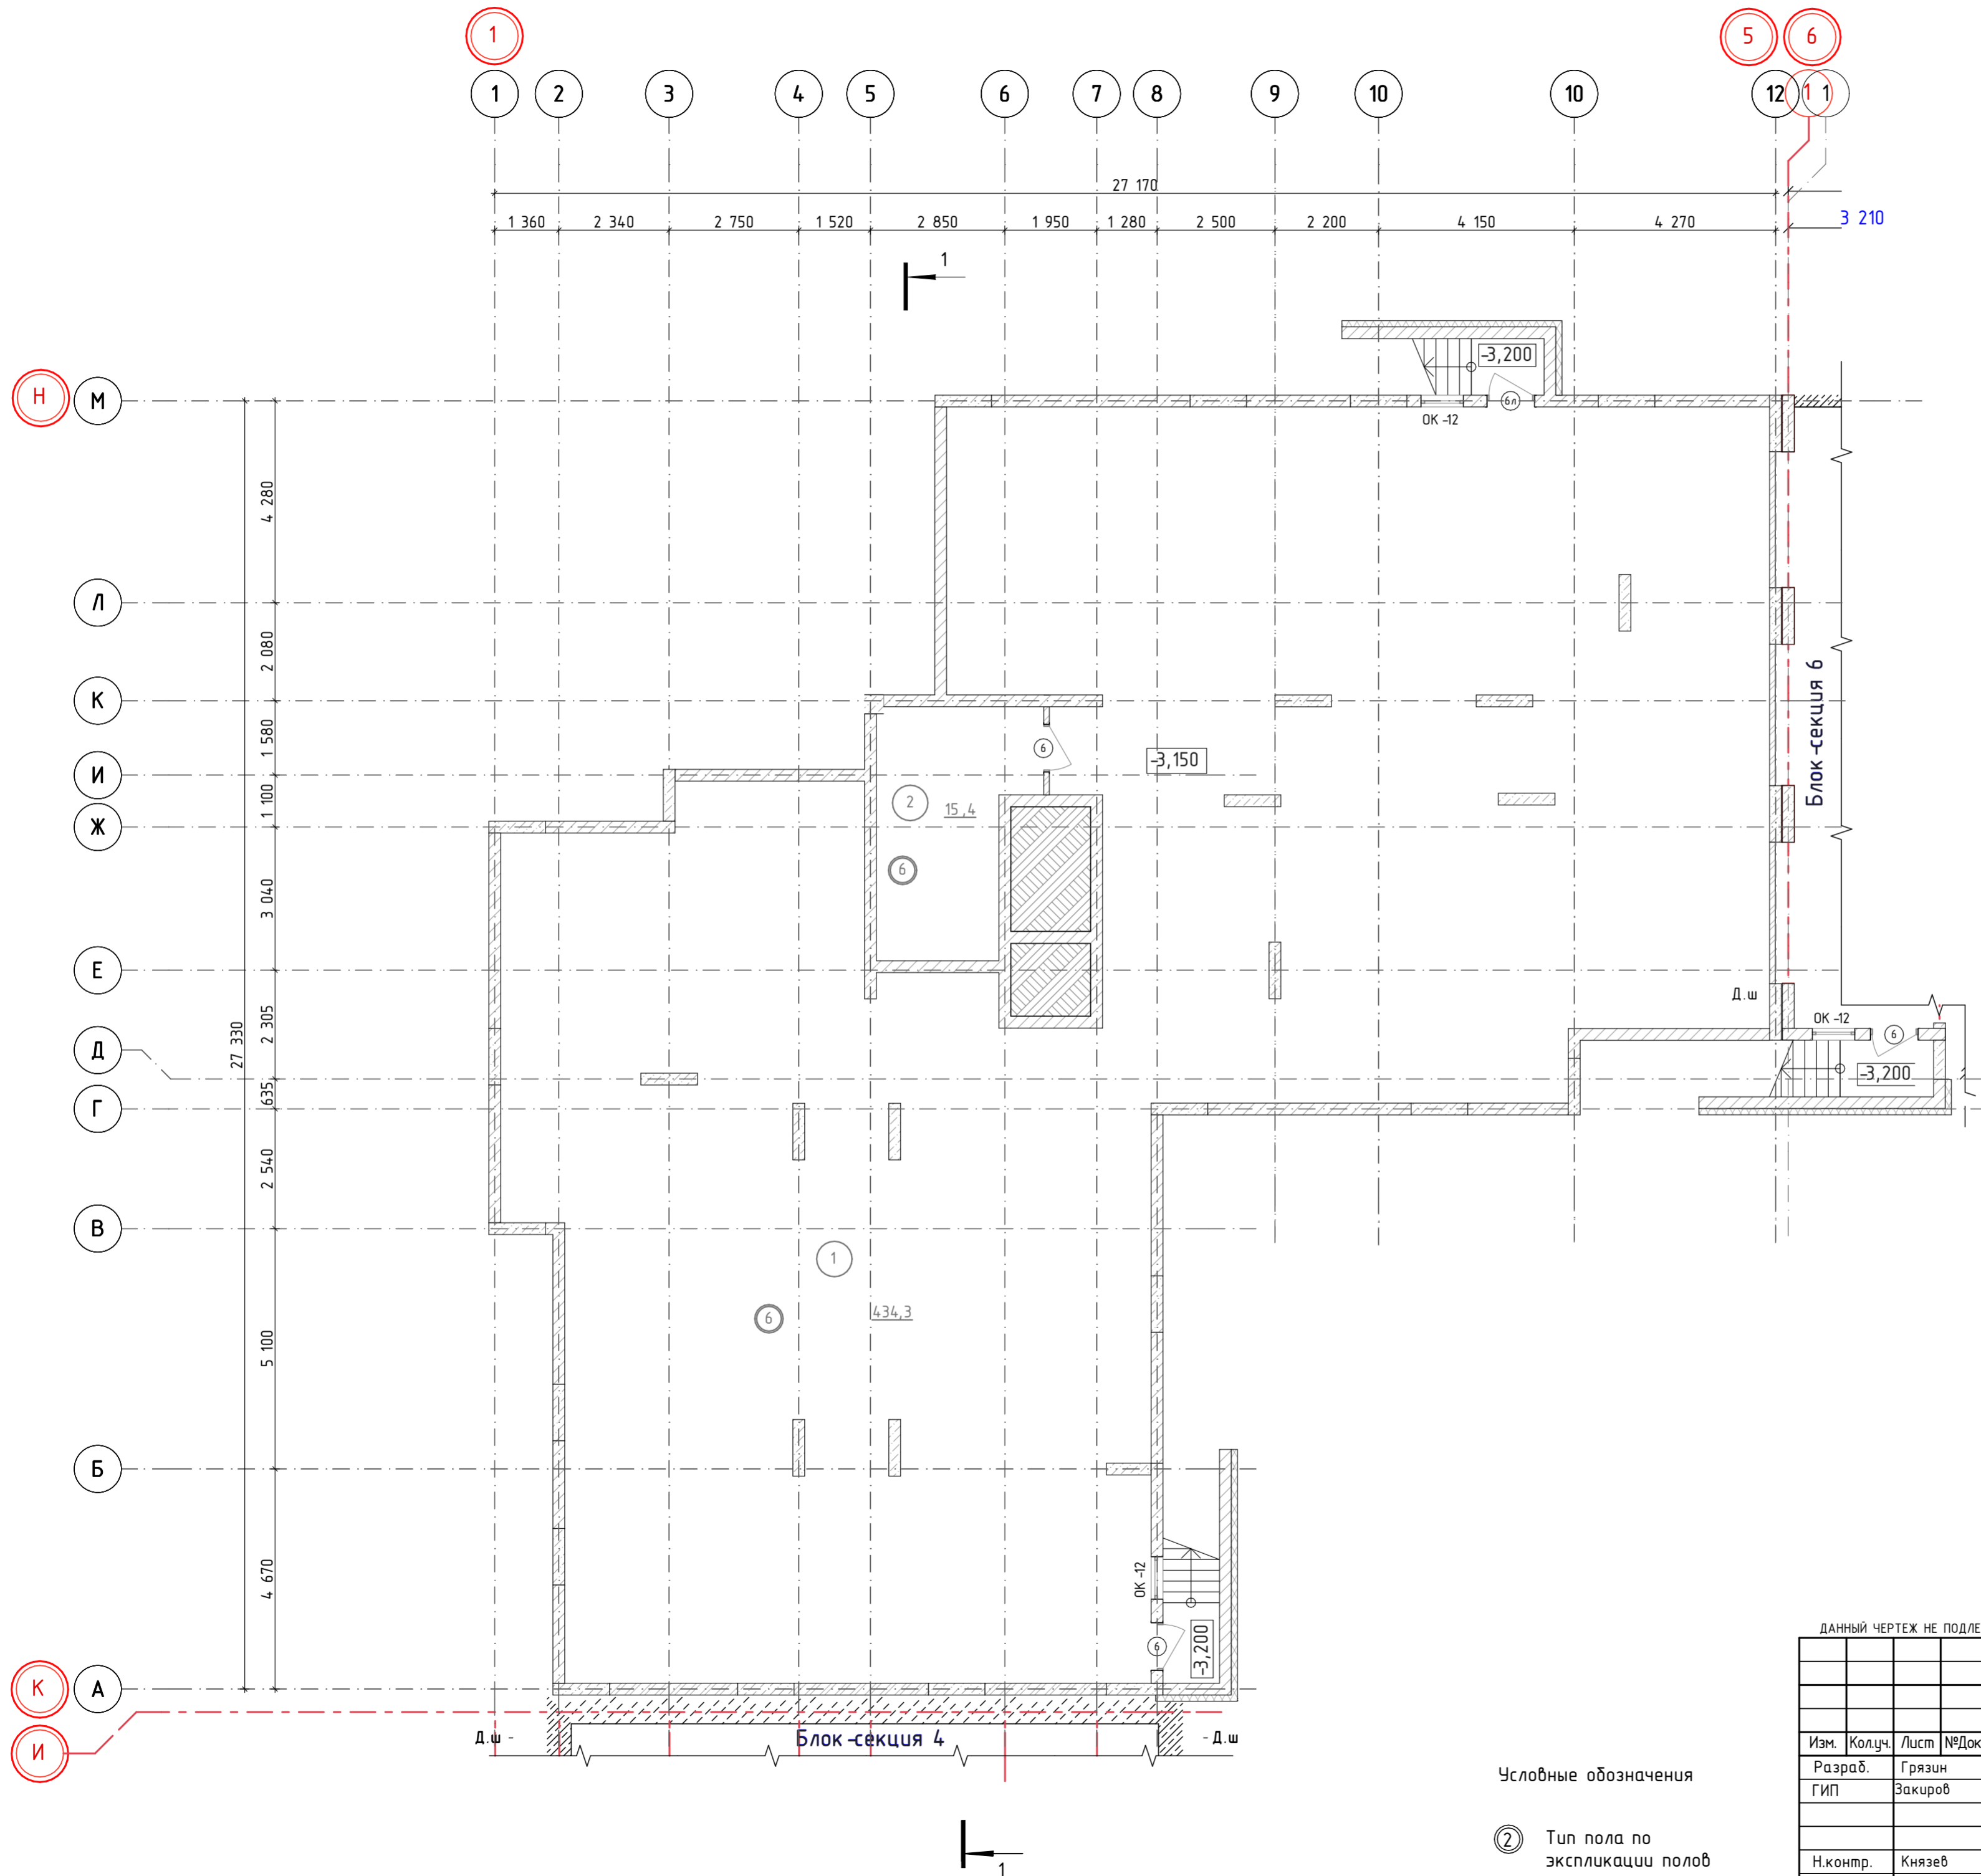 1
5
6
1
2
3
4
5
6
7
8
9
10
10
12
1
1
27 170
1 360
2 340
2 750
1 520
2 850
1 950
1 280
2 500
2 200
4 150
4 270
3 210
1
-3,200
Н
М
6л
ОК -12
4 280
Л
2 080
К
Блок-секция 6
1 580
6
-3,150
И
1 100
2
15,4
Ж
3 040
6
Е
Д.ш
2 305
27 330
ОК -12
6
Д
-3,200
635
Г
2 540
В
1
6
434,3
5 100
Б
4 670
ОК -12
-3,200
6
ДАННЫЙ ЧЕРТЕЖ НЕ ПОДЛЕ
К
А
И
Д.ш -
Блок-секция 4
- Д.ш
Изм. Кол.уч. Лист №Док
Разраб. Грязин
ГИП Закиров
Н.контр. Князев
Условные обозначения
2
Тип пола по
экспликации полов
1